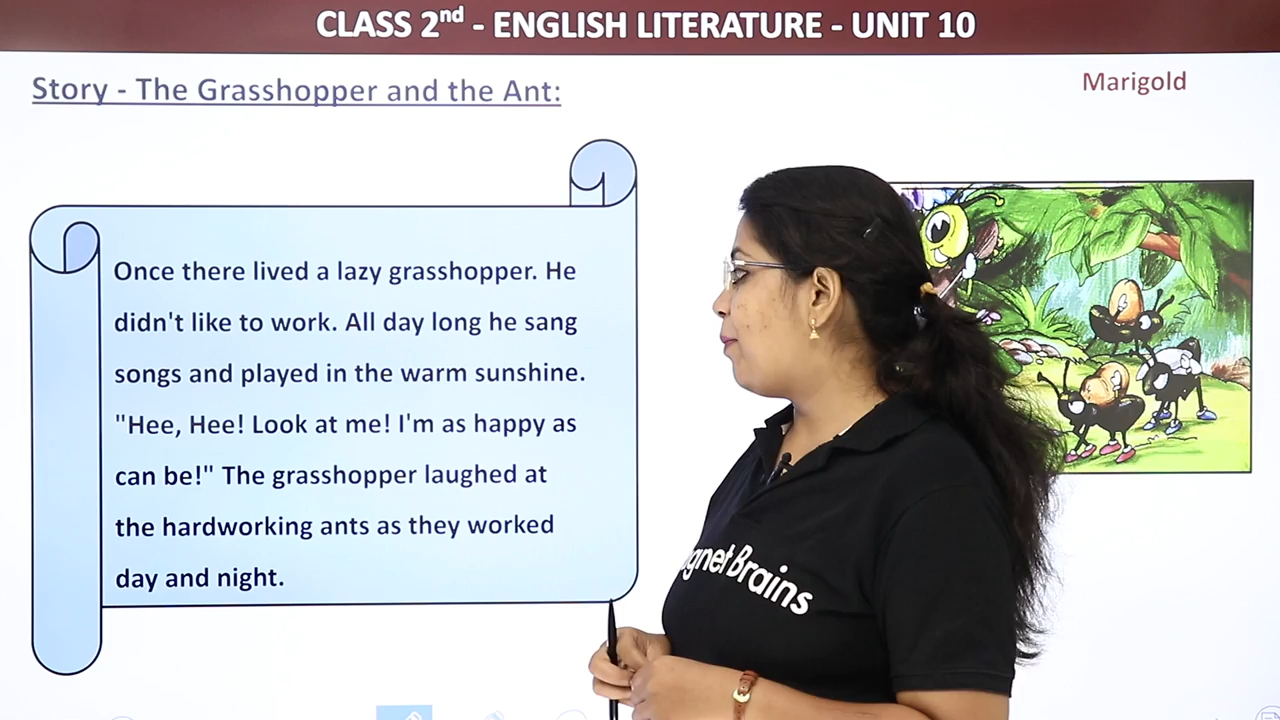 CLASS 2nd - ENGLISH LITERATURE - UNIT 10
Story - The Grasshopper and the Ant:
Marigold
Once there lived a lazy grasshopper. He
didn't like to work. All day long he sang
songs and played in the warm sunshine.
"Hee, Hee! Look at me! I'm as happy as
can be!" The grasshopper laughed at
the hardworking ants as they worked
day and night.
gnet Brains